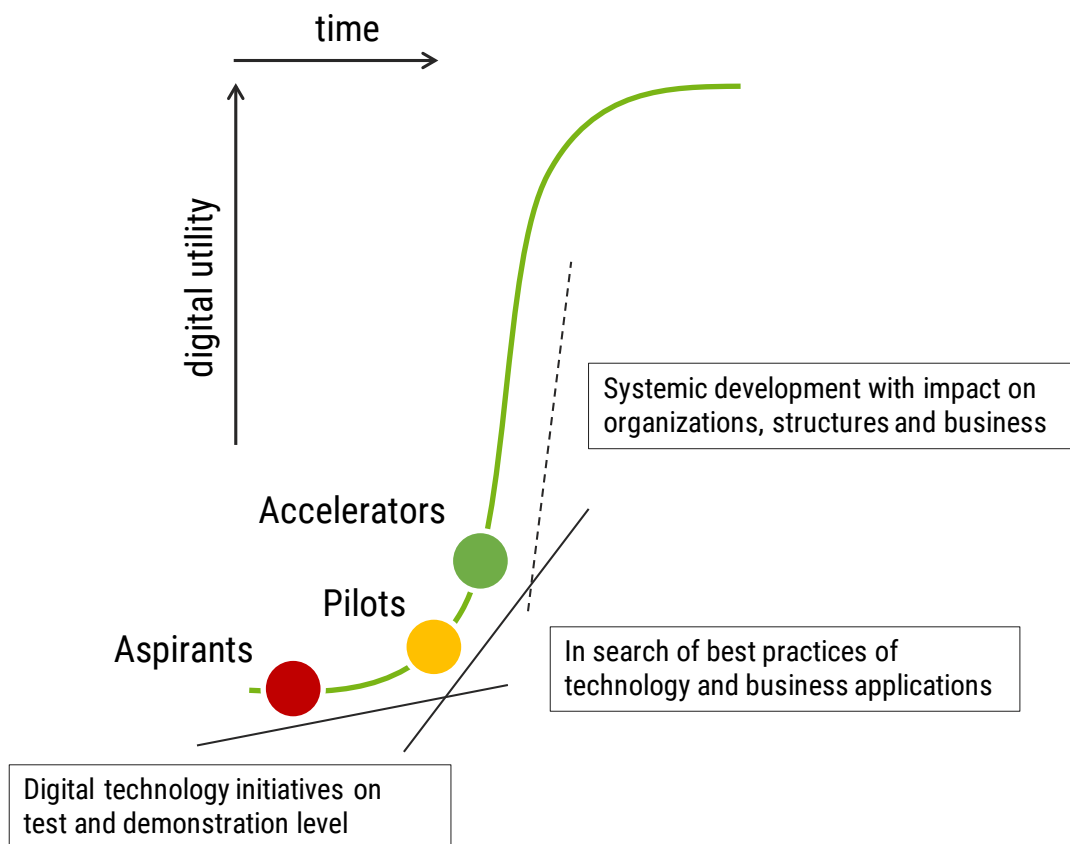 time
digital utility
Systemic development with impact on
organizations, structures and business
Accelerators
Pilots
Aspirants
In search of best practices of
technology and business applications
Digital technology initiatives on
test and demonstration level